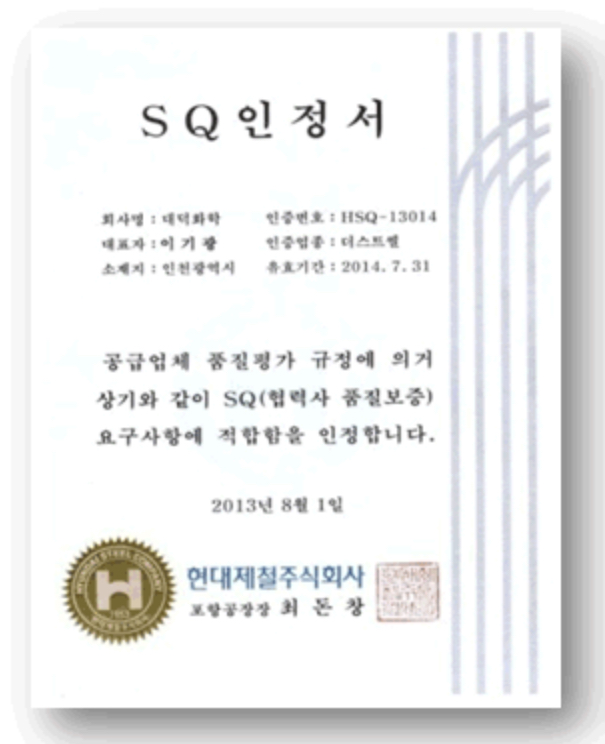 SQ인정서
회사명 : 대덕화학 인증번호 : HSQ-13014
대표자 : 이 기 광 인증업종 : 더스트벨
소재지 : 인천광역시 유효기간 : 2014. 7. 31
공급업체 품질평가 규정에 의거
상기와 같이 SQ(협력사 품질보증)
요구사항에 적합함을 인정합니다.
2013년 8월 1일
HYUNDAI STEEL COMPANY
H
1953
현대제철주식회사
포항공장장 최 돈 창